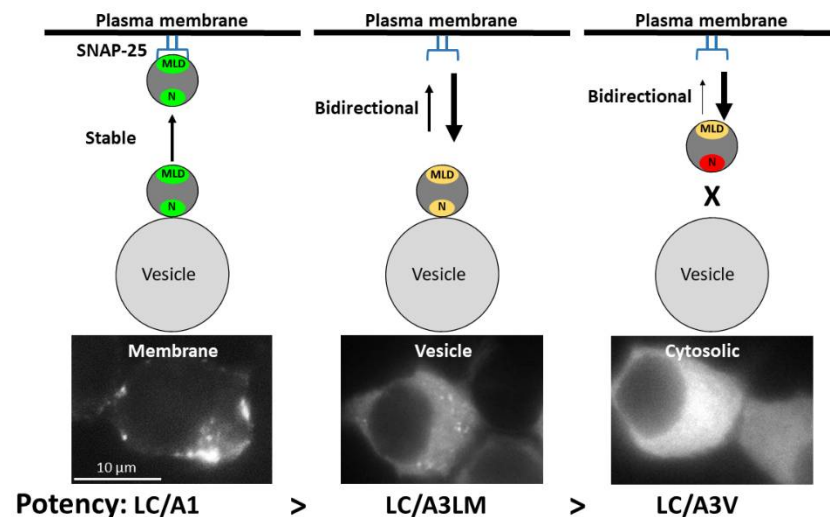 Plasma membrane Plasma membrane Plasma membrane
SNAP-25
MLD
N
Stable
MLD
N
Vesicle
Membrane
10 µm
Bidirectional
MLD
N
Vesicle
Vesicle
Bidirectional
MLD
N
X
Vesicle
Cytosolic
Potency: LC/A1 > LC/A3LM > LC/A3V